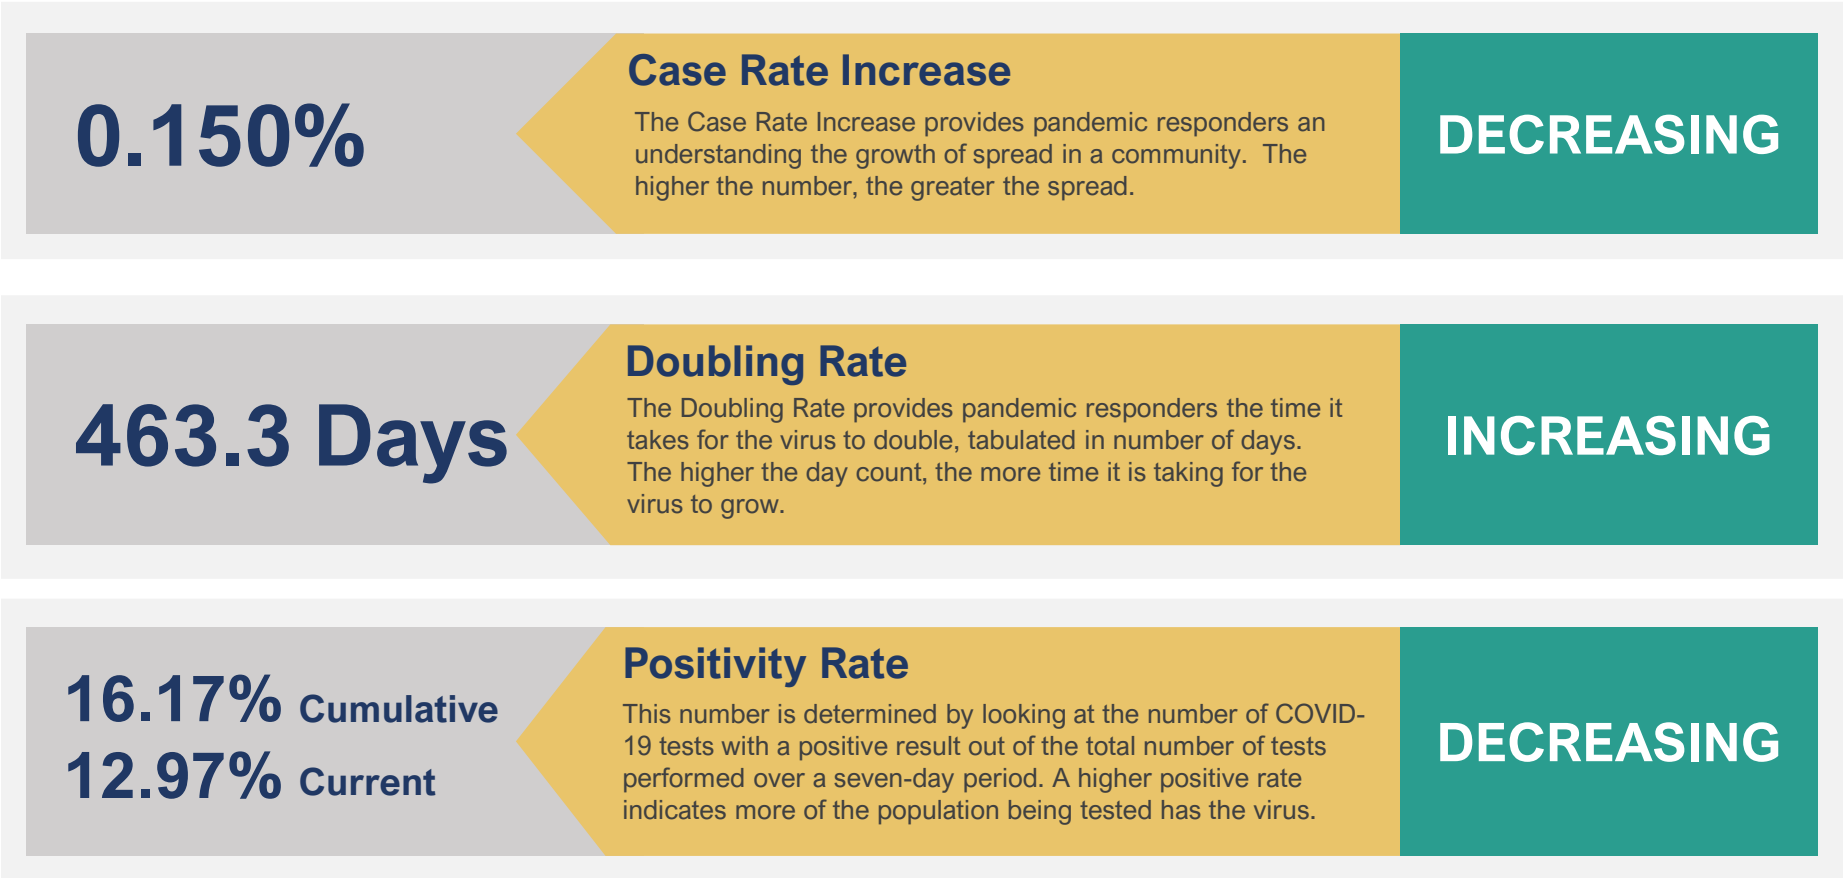 0.150%
Case Rate Increase
The Case Rate Increase provides pandemic responders an
understanding the growth of spread in a community.  The
higher the number, the greater the spread.
DECREASING
463.3 Days
Doubling Rate
The Doubling Rate provides pandemic responders the time it
takes for the virus to double, tabulated in number of days.
The higher the day count, the more time it is taking for the
virus to grow.
INCREASING
16.17% Cumulative
12.97% Current
Positivity Rate
This number is determined by looking at the number of COVID-
19 tests with a positive result out of the total number of tests
performed over a seven-day period. A higher positive rate
indicates more of the population being tested has the virus.
DECREASING